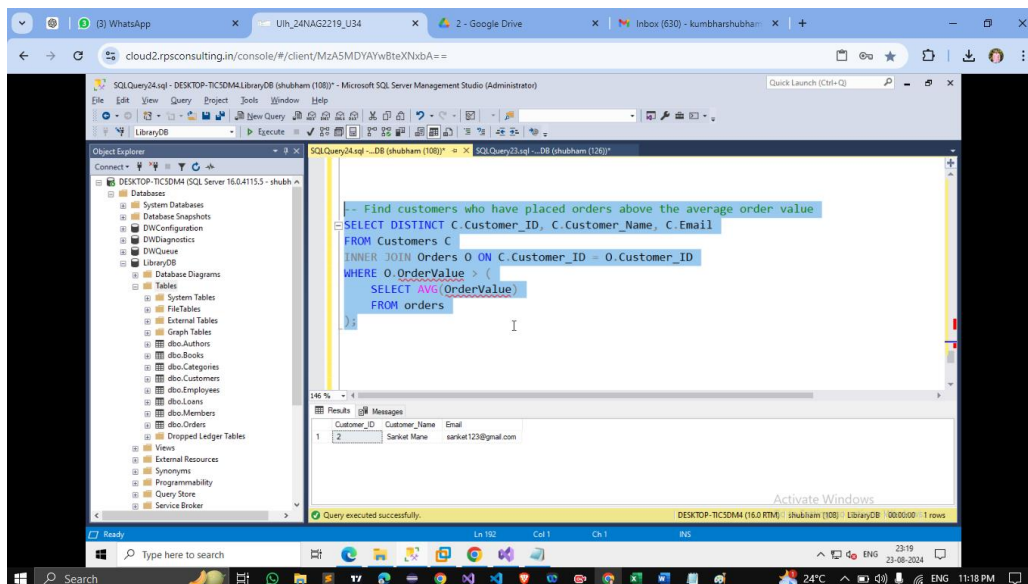 (3) WhatsApp
Ulh_24NAG2219_U34
2 - Google Drive
Inbox (630) - kumbharshubham
cloud2.rpsconsulting.in/console/#/client/MzA5MDYAYwBteXNxbA==
SQLQuery24.sql - DESKTOP-TIC5DM4.LibraryDB (shubham (108))* - Microsoft SQL Server Management Studio (Administrator)
Quick Launch (Ctrl+Q)
File Edit View Query Project Tools Window Help
New Query
LibraryDB
Execute
Object Explorer
SQLQuery24.sql -...DB (shubham (108))*
SQLQuery23.sql -...DB (shubham (126))*
Connect
DESKTOP-TIC5DM4 (SQL Server 16.0.4115.5 - shubh
Databases
System Databases
Database Snapshots
DWConfiguration
DWDiagnostics
DWQueue
LibraryDB
Database Diagrams
Tables
System Tables
FileTables
External Tables
Graph Tables
dbo.Authors
dbo.Books
dbo.Categories
dbo.Customers
dbo.Employees
dbo.Loans
dbo.Members
dbo.Orders
Dropped Ledger Tables
Views
External Resources
Synonyms
Programmability
Query Store
Service Broker
-- Find customers who have placed orders above the average order value
SELECT DISTINCT C.Customer_ID, C.Customer_Name, C.Email
FROM Customers C
INNER JOIN Orders O ON C.Customer_ID = O.Customer_ID
WHERE O.OrderValue > (
SELECT AVG(OrderValue)
FROM orders
);
146 %
Results Messages
Customer_ID Customer_Name Email
1 2 Sanket Mane sanket123@gmail.com
Activate Windows
Query executed successfully.
DESKTOP-TIC5DM4 (16.0 RTM) shubham (108) LibraryDB 00:00:00 1 rows
Ready
Ln 192 Col 1 Ch 1 INS
Type here to search
ENG
23:19
23-08-2024
Search
24°C
ENG
11:18 PM